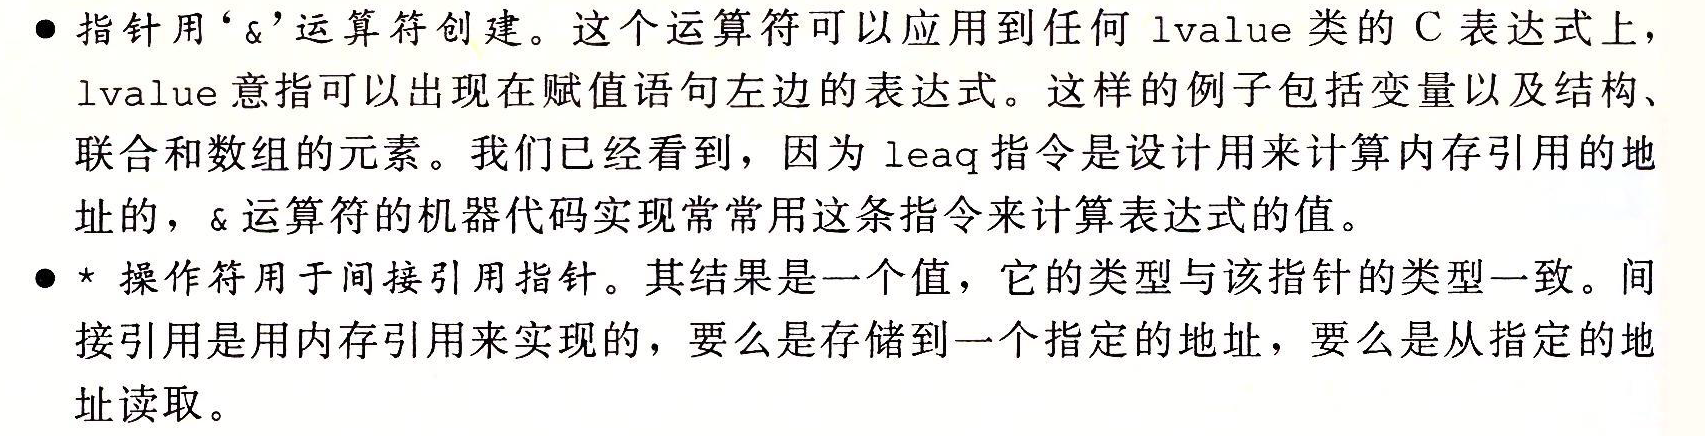 ● 指针用‘&’运算符创建。这个运算符可以应用到任何 lvalue 类的 C 表达式上，
lvalue 意指可以出现在赋值语句左边的表达式。这样的例子包括变量以及结构、
联合和数组的元素。我们已经看到，因为 leaq 指令是设计用来计算内存引用的地
址的，& 运算符的机器代码实现常常用这条指令来计算表达式的值。
● * 操作符用于间接引用指针。其结果是一个值，它的类型与该指针的类型一致。间
接引用是用内存引用来实现的，要么是存储到一个指定的地址，要么是从指定的地
址读取。